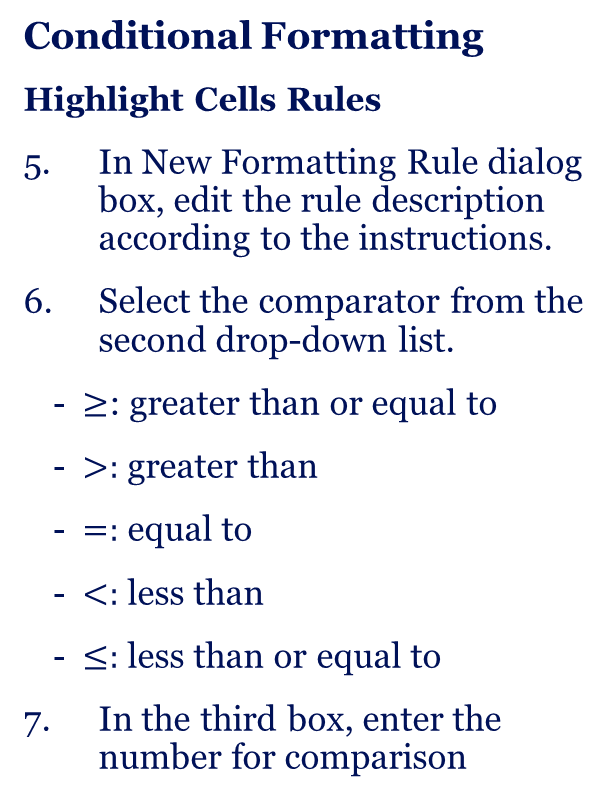 Conditional Formatting
Highlight Cells Rules
5. In New Formatting Rule dialog
box, edit the rule description
according to the instructions.
6. Select the comparator from the
second drop-down list.
- ≥: greater than or equal to
- >: greater than
- =: equal to
- <: less than
- ≤: less than or equal to
7. In the third box, enter the
number for comparison